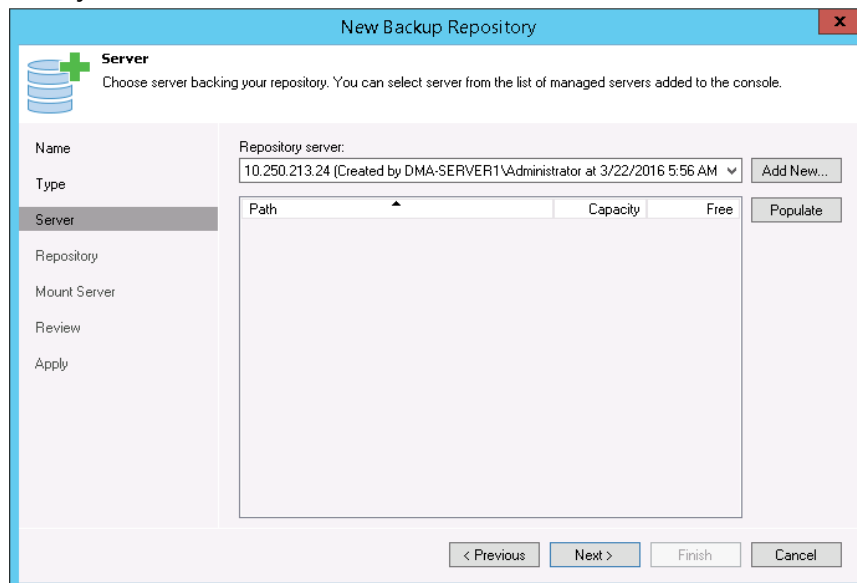 New Backup Repository
x
Server
Choose server backing your repository. You can select server from the list of managed servers added to the console.
Name
Type
Server
Repository
Mount Server
Review
Apply
Repository server:
10.250.213.24 (Created by DMA-SERVER1\Administrator at 3/22/2016 5:56 AM
Add New...
Path Capacity Free
Populate
< Previous Next > Finish Cancel